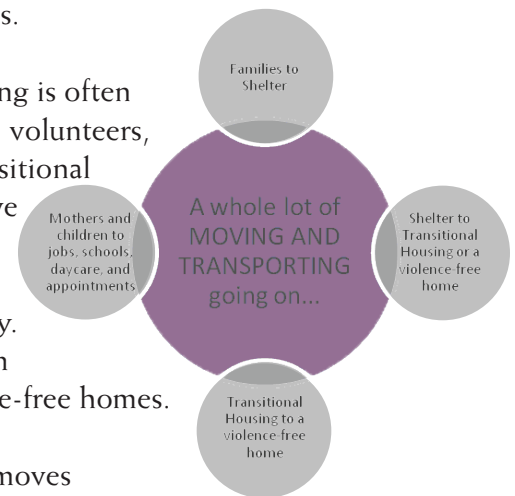 s.
ng is often
volunteers,
sitional
ve
y.
n
e-free homes.
moves
Families to
Shelter
A whole lot of
MOVING AND
TRANSPORTING
going on...
Mothers and
children to
jobs, schools,
daycare, and
appointments
Shelter to
Transitional
Housing or a
violence-free
home
Transitional
Housing to a
violence-free
home